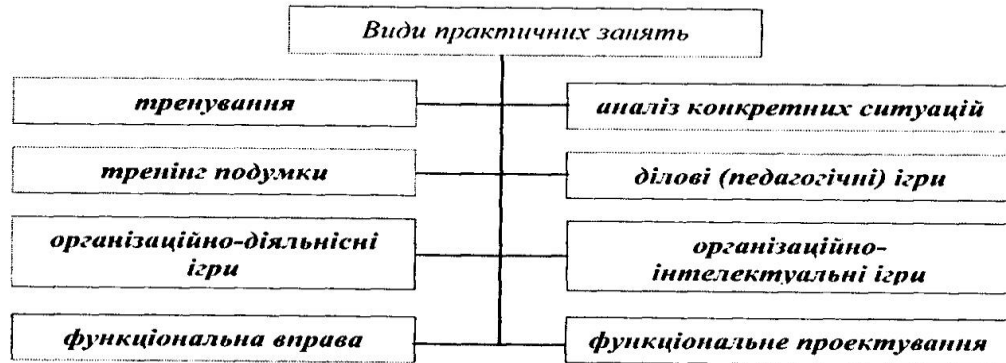 Види практичних занять
тренування
аналіз конкретних ситуацій
тренінг подумки
ділові (педагогічні) ігри
організаційно-діяльнісні
ігри
організаційно-
інтелектуальні ігри
функціональна вправа
функціональне проектування